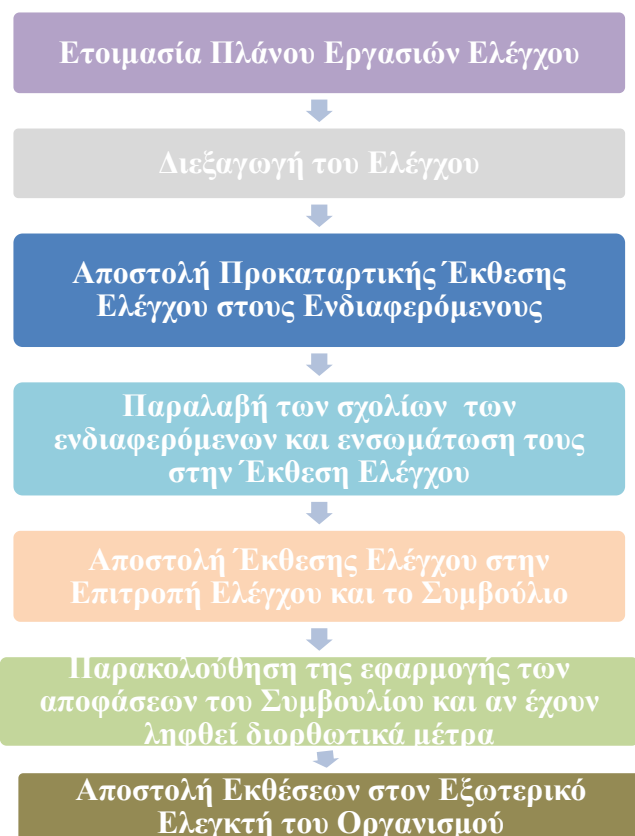 Ετοιμασία Πλάνου Εργασιών Ελέγχου
Διεξαγωγή του Ελέγχου
Αποστολή Προκαταρτικής Έκθεσης
Ελέγχου στους Ενδιαφερόμενους
Παραλαβή των σχολίων των
ενδιαφερόμενων και ενσωμάτωση τους
στην Έκθεση Ελέγχου
Αποστολή Έκθεσης Ελέγχου στην
Επιτροπή Ελέγχου και το Συμβούλιο
Παρακολούθηση της εφαρμογής των
αποφάσεων του Συμβουλίου και αν έχουν
ληφθεί διορθωτικά μέτρα
Αποστολή Εκθέσεων στον Εξωτερικό
Ελεγκτή του Οργανισμού